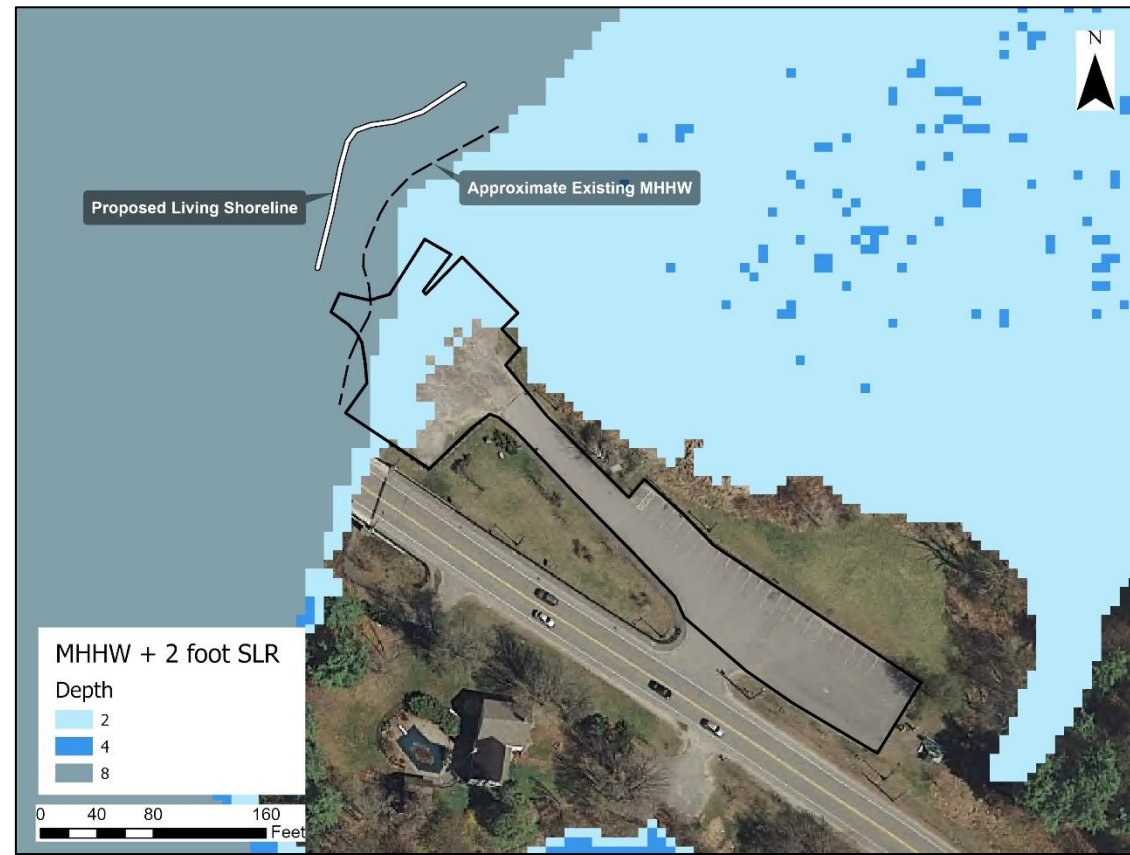 N
Proposed Living Shoreline
Approximate Existing MHHW
MHHW + 2 foot SLR
Depth
2
4
8
0 40 80 160
Feet